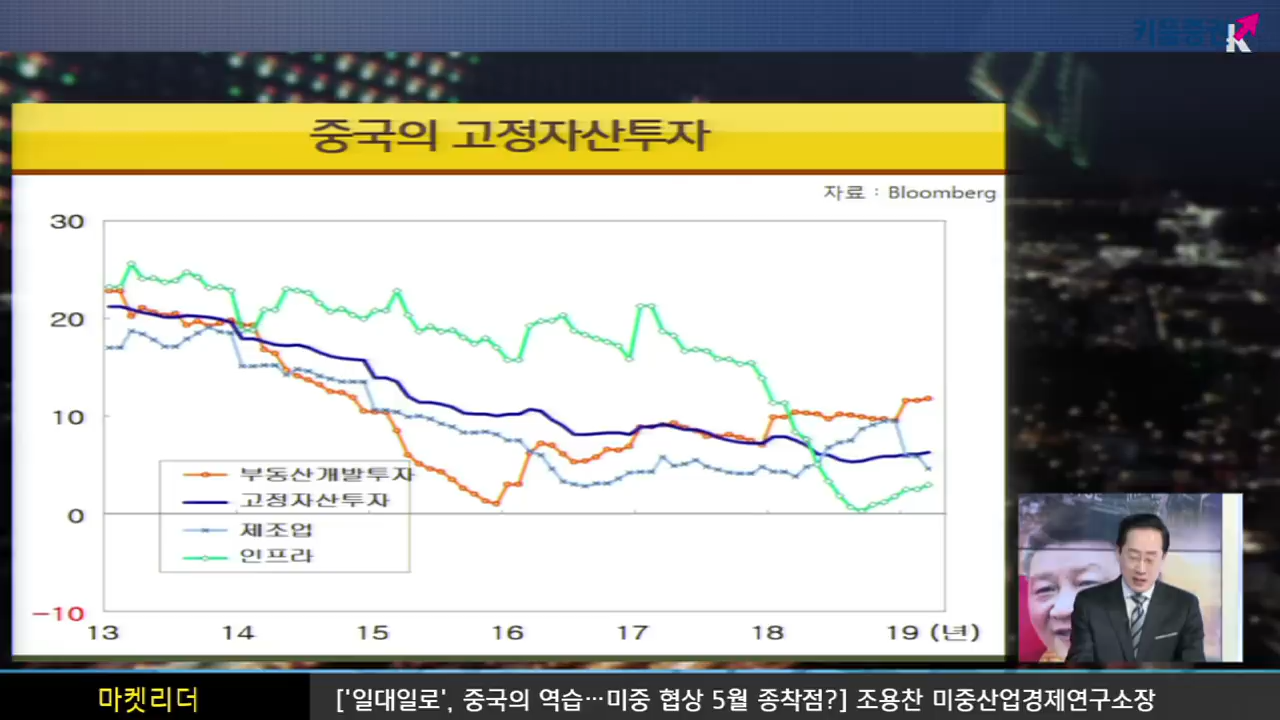 키움증권
중국의 고정자산투자
자료 : Bloomberg
30
20
10
0
-10
부동산개발투자
고정자산투자
제조업
인프라
13 14 15 16 17 18 19 (년)
마켓리더
['일대일로', 중국의 역습…미중 협상 5월 종착점?] 조용찬 미중산업경제연구소장